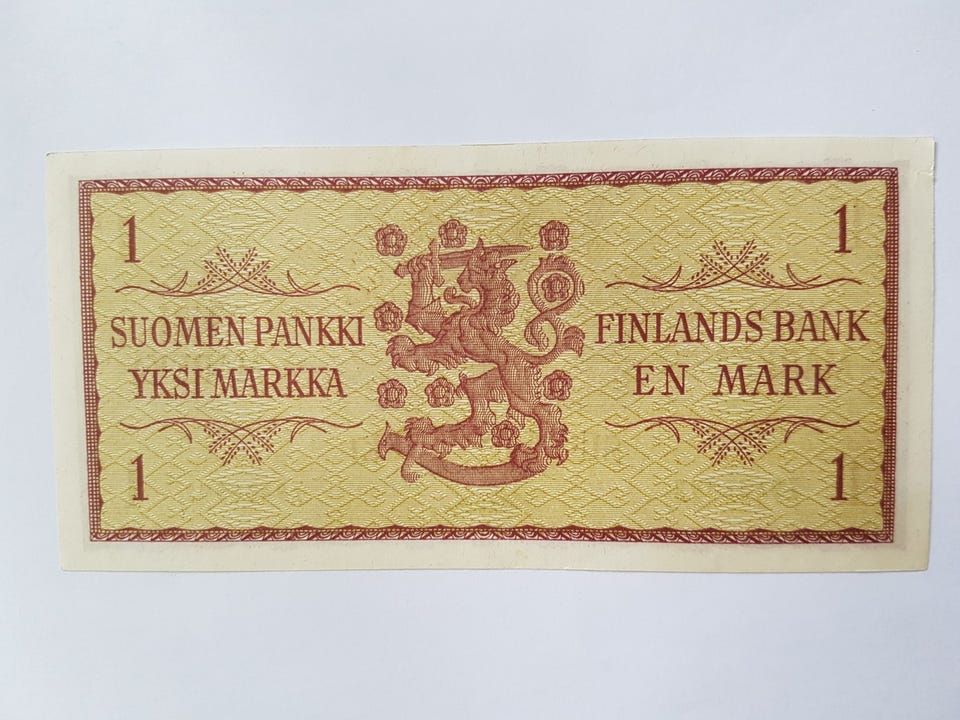 1
1
SUOMEN PANKKI
YKSI MARKKA
FINLANDS BANK
EN MARK
1
1